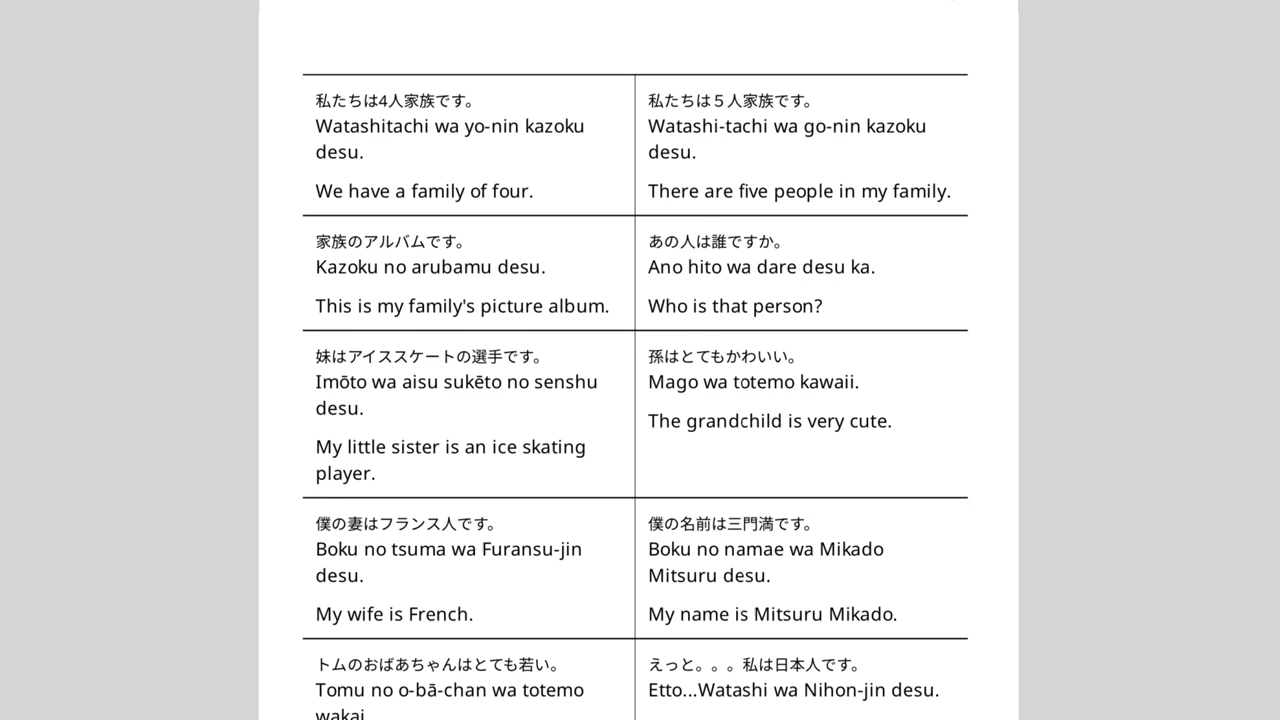 私たちは4人家族です。
Watashitachi wa yo-nin kazoku
desu.
We have a family of four.
私たちは５人家族です。
Watashi-tachi wa go-nin kazoku
desu.
There are five people in my family.
家族のアルバムです。
Kazoku no arubamu desu.
This is my family's picture album.
あの人は誰ですか。
Ano hito wa dare desu ka.
Who is that person?
妹はアイススケートの選手です。
Imōto wa aisu sukēto no senshu
desu.
My little sister is an ice skating
player.
孫はとてもかわいい。
Mago wa totemo kawaii.
The grandchild is very cute.
僕の妻はフランス人です。
Boku no tsuma wa Furansu-jin
desu.
My wife is French.
僕の名前は三門満です。
Boku no namae wa Mikado
Mitsuru desu.
My name is Mitsuru Mikado.
トムのおばあちゃんはとても若い。
Tomu no o-bā-chan wa totemo
wakai
えっと。。。私は日本人です。
Etto...Watashi wa Nihon-jin desu.